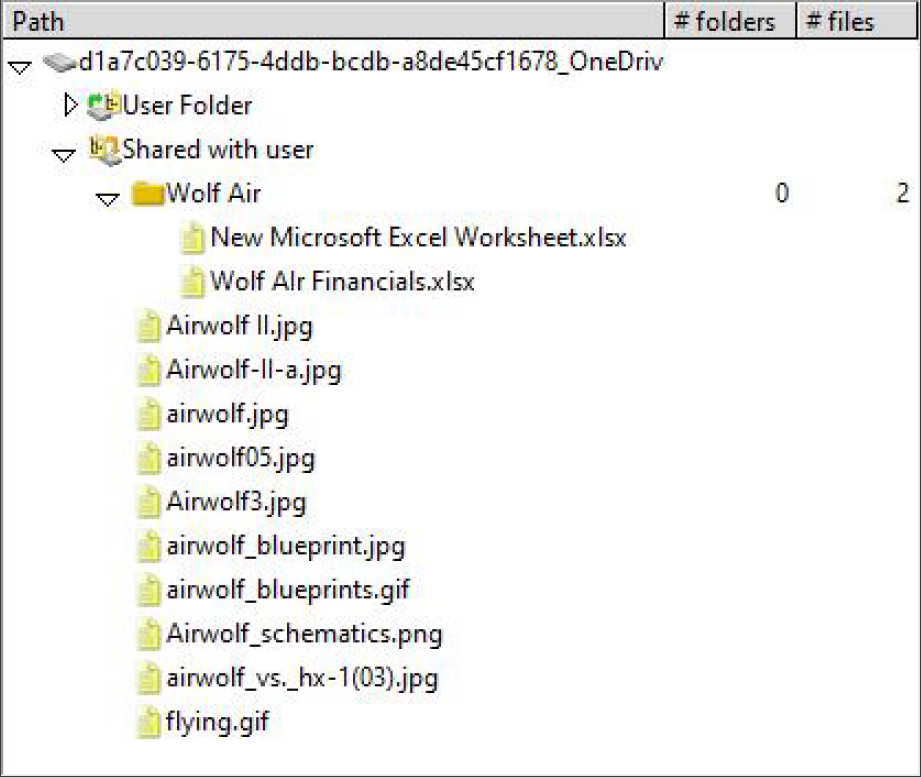 Path # folders # files
d1a7c039-6175-4ddb-bcdb-a8de45cf1678_OneDriv
User Folder
Shared with user
Wolf Air 0 2
New Microsoft Excel Worksheet.xlsx
Wolf AIr Financials.xlsx
Airwolf II.jpg
Airwolf-II-a.jpg
airwolf.jpg
airwolf05.jpg
Airwolf3.jpg
airwolf_blueprint.jpg
airwolf_blueprints.gif
Airwolf_schematics.png
airwolf_vs._hx-1(03).jpg
flying.gif